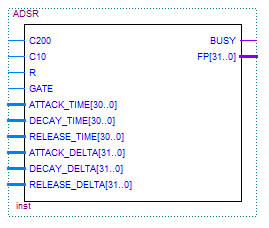 ADSR
C200 BUSY
C10 FP[31..0]
R
GATE
ATTACK_TIME[30..0]
DECAY_TIME[30..0]
RELEASE_TIME[30..0]
ATTACK_DELTA[31..0]
DECAY_DELTA[31..0]
RELEASE_DELTA[31..0]
inst